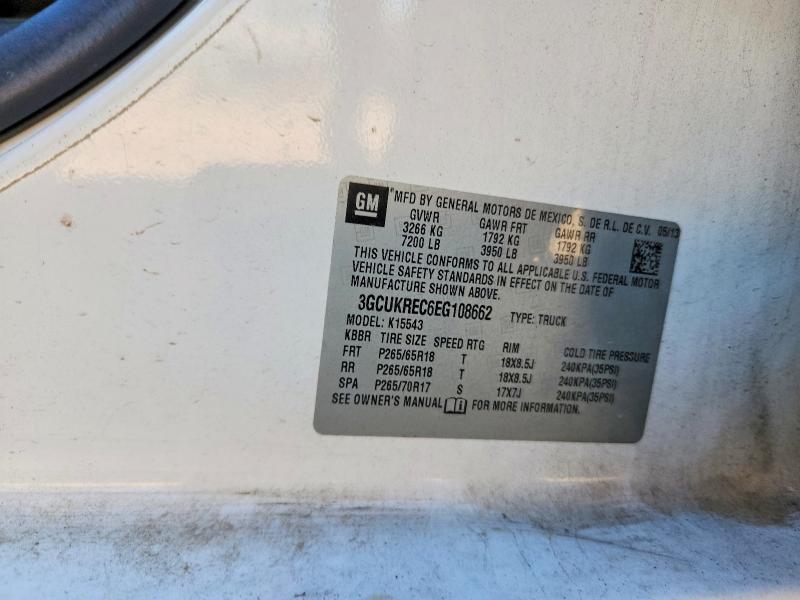 GM
MFD BY GENERAL MOTORS DE MEXICO, S. DE R.L. DE C.V. 05/13
GVWR GAWR FRT GAWR RR
3266 KG 1792 KG 1792 KG
7200 LB 3950 LB 3950 LB
THIS VEHICLE CONFORMS TO ALL APPLICABLE U.S. FEDERAL MOTOR
VEHICLE SAFETY STANDARDS IN EFFECT ON THE DATE OF
MANUFACTURE SHOWN ABOVE.
3GCUKREC6EG108662 TYPE: TRUCK
MODEL: K15543
KBBR TIRE SIZE SPEED RTG RIM COLD TIRE PRESSURE
FRT P265/65R18 T 18X8.5J 240KPA(35PSI)
RR P265/65R18 T 18X8.5J 240KPA(35PSI)
SPA P265/70R17 S 17X7J 240KPA(35PSI)
SEE OWNER'S MANUAL FOR MORE INFORMATION.